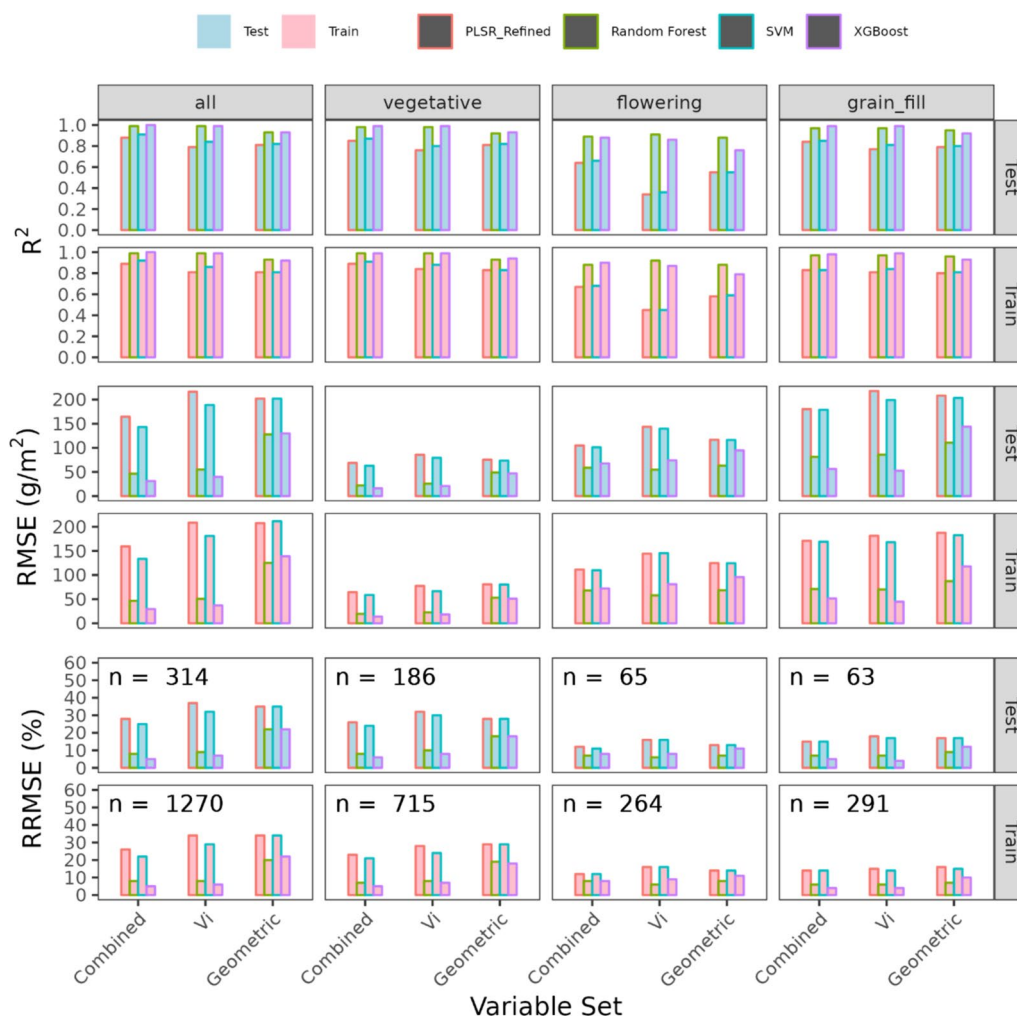 Test Train PLSR_Refined Random Forest SVM XGBoost
all vegetative flowering grain_fill
R²
1.0
0.8
0.6
0.4
0.2
0.0
Test
1.0
0.8
0.6
0.4
0.2
0.0
Train
RMSE (g/m²)
200
150
100
50
0
Test
200
150
100
50
0
Train
RRMSE (%)
60
50
40
30
20
10
0
n = 314 n = 186 n = 65 n = 63
Test
60
50
40
30
20
10
0
n = 1270 n = 715 n = 264 n = 291
Train
Combined Vi Geometric Combined Vi Geometric Combined Vi Geometric Combined Vi Geometric
Variable Set